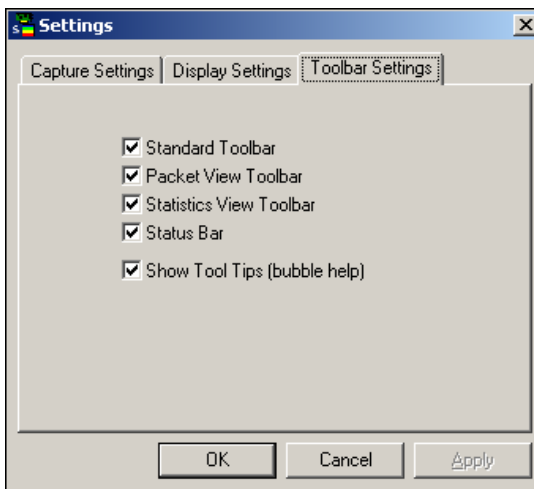 Settings
Capture Settings Display Settings Toolbar Settings
Standard Toolbar
Packet View Toolbar
Statistics View Toolbar
Status Bar
Show Tool Tips (bubble help)
OK Cancel Apply